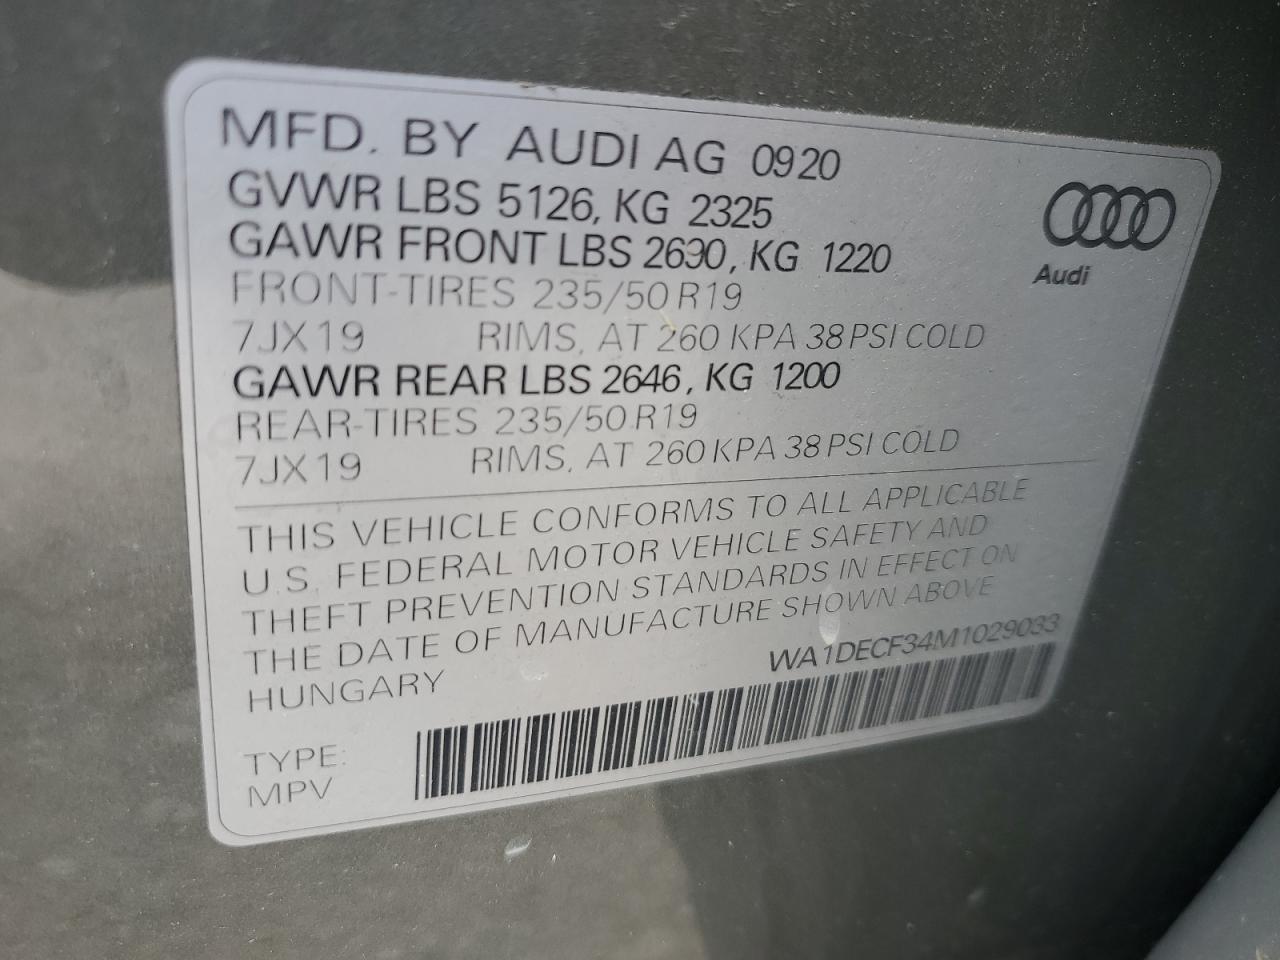 MFD. BY AUDI AG 0920
GVWR LBS 5126, KG 2325
GAWR FRONT LBS 2690, KG 1220
FRONT-TIRES 235/50 R19
7JX19 RIMS, AT 260 KPA 38 PSI COLD
GAWR REAR LBS 2646, KG 1200
REAR-TIRES 235/50 R19
7JX19 RIMS, AT 260 KPA 38 PSI COLD
Audi
THIS VEHICLE CONFORMS TO ALL APPLICABLE
U.S. FEDERAL MOTOR VEHICLE SAFETY AND
THEFT PREVENTION STANDARDS IN EFFECT ON
THE DATE OF MANUFACTURE SHOWN ABOVE
HUNGARY
WA1DECF34M1029033
TYPE:
MPV